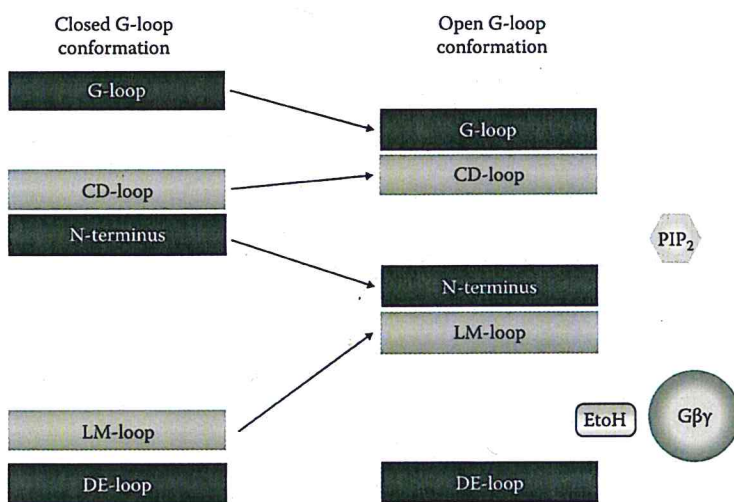 Closed G-loop
conformation
Open G-loop
conformation
G-loop
G-loop
CD-loop
CD-loop
N-terminus
PIP₂
N-terminus
LM-loop
EtoH
Gβγ
LM-loop
DE-loop
DE-loop